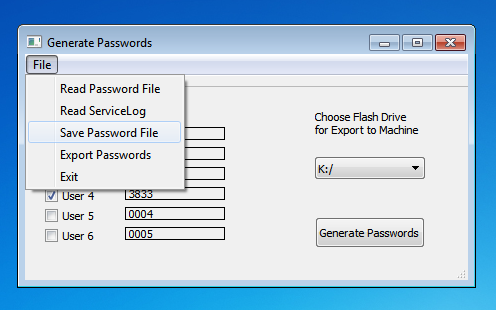 Generate Passwords
File
Read Password File
Read ServiceLog
Save Password File
Export Passwords
Exit
Choose Flash Drive
for Export to Machine
K:/
User 4 3833
User 5 0004
User 6 0005
Generate Passwords